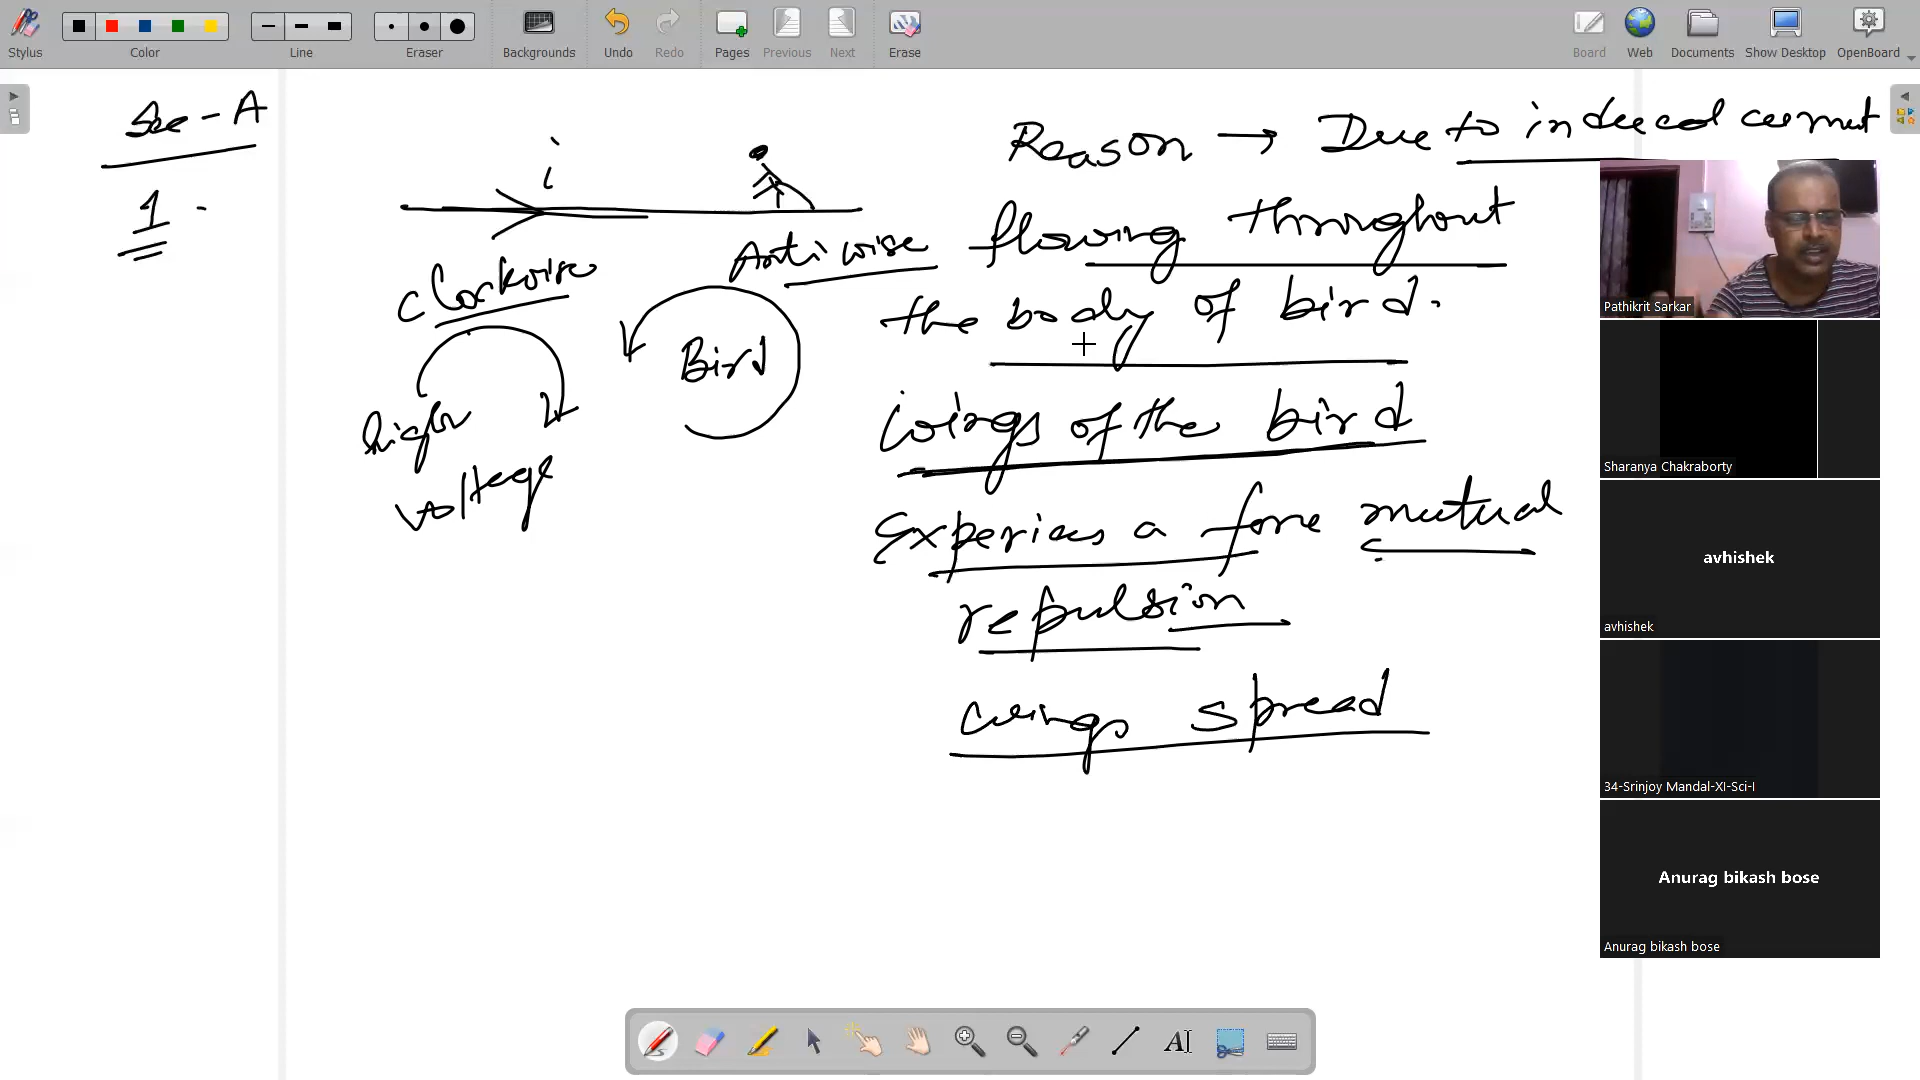 Stylus
Color
Line
Eraser
Backgrounds
Undo
Redo
Pages
Previous
Next
Erase
Board
Web
Documents
Show Desktop
OpenBoard
Sec-A
1.
i
Clockwise
Anti wise
Bird
high
voltage
Reason → Due to induced current
flowing throughout
the body of bird.
wings of the bird
Experiences a force mutual
repulsion
wings spread
Pathikrit Sarkar
Sharanya Chakraborty
avhishek
avhishek
34-Srinjoy Mandal-XI-Sci-I
Anurag bikash bose
Anurag bikash bose
AI